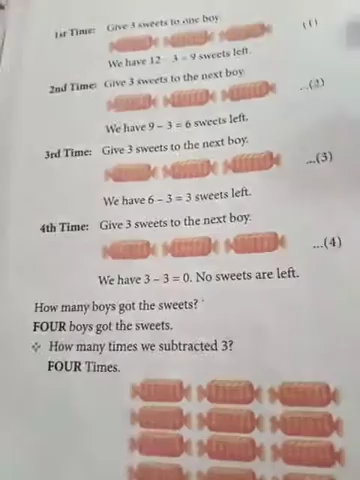 1st Time: Give 3 sweets to one boy.
(1)
We have 12 - 3 = 9 sweets left.
2nd Time: Give 3 sweets to the next boy.
...(2)
We have 9 – 3 = 6 sweets left.
3rd Time: Give 3 sweets to the next boy.
...(3)
We have 6 – 3 = 3 sweets left.
4th Time: Give 3 sweets to the next boy.
...(4)
We have 3 – 3 = 0. No sweets are left.
How many boys got the sweets?
FOUR boys got the sweets.
❖ How many times we subtracted 3?
FOUR Times.